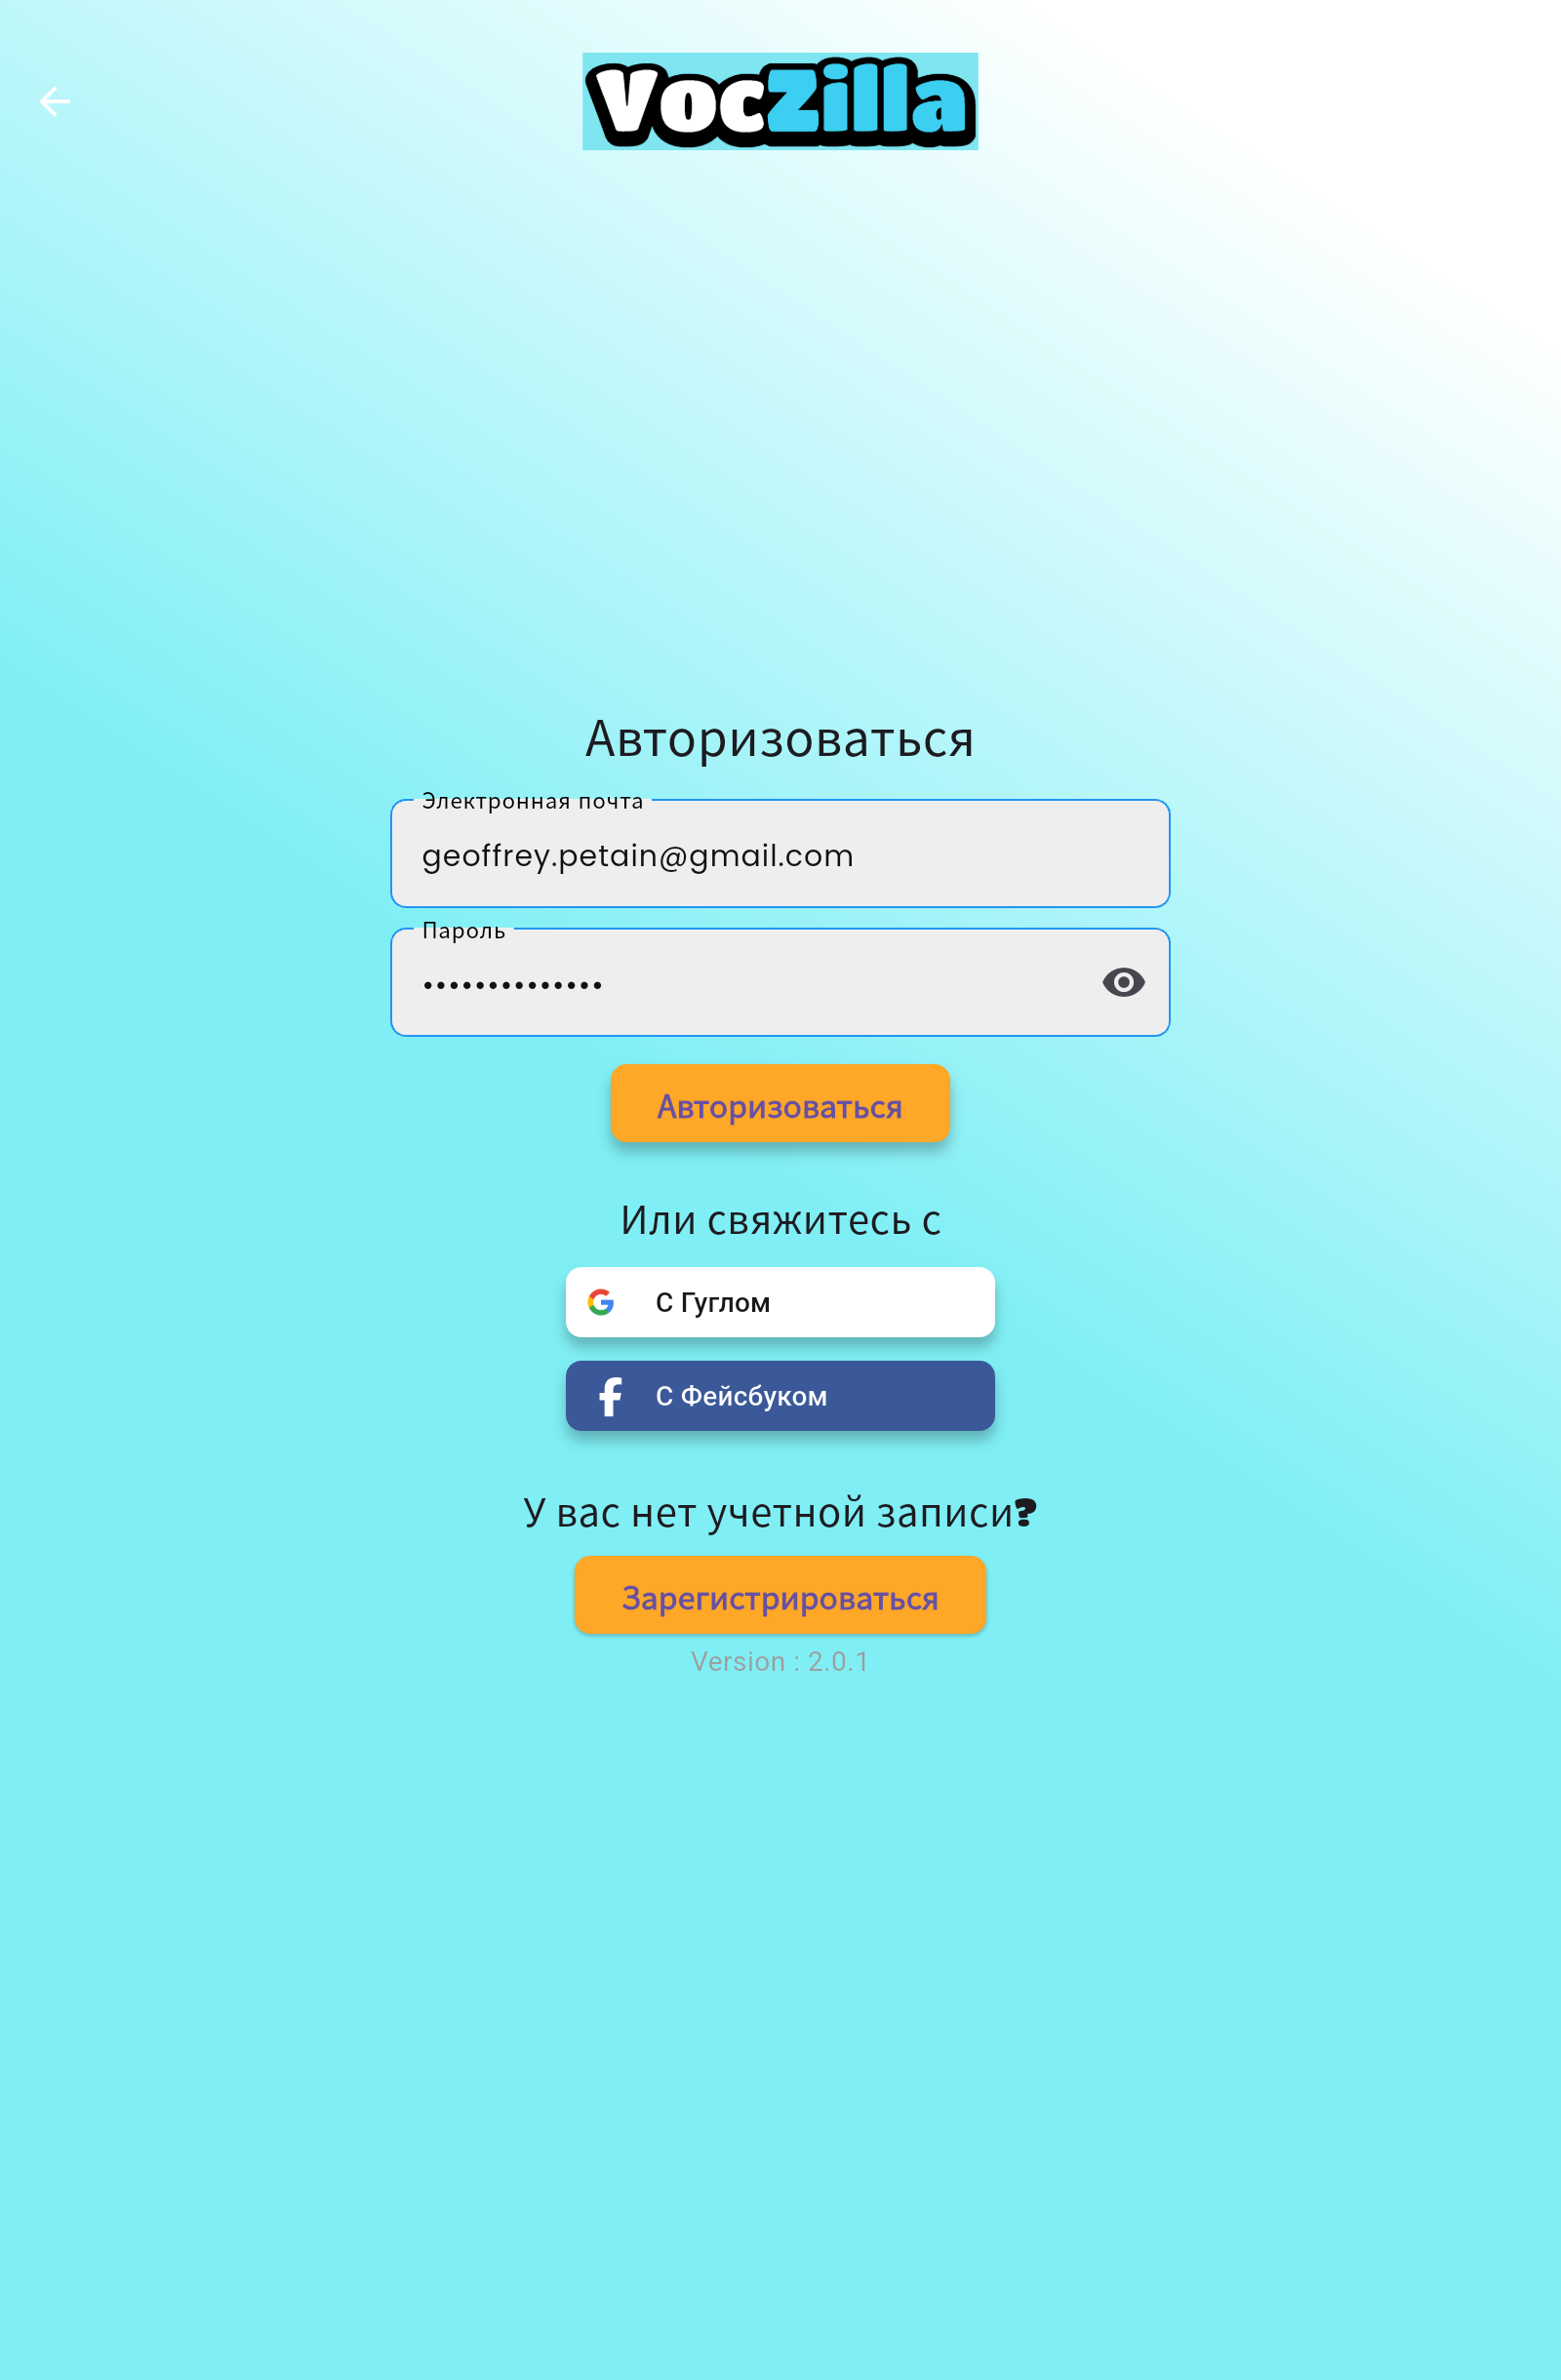 VocZilla
Авторизоваться
Электронная почта
geoffrey.petain@gmail.com
Пароль
••••••••••••••
Авторизоваться
Или свяжитесь с
С Гуглом
С Фейсбуком
У вас нет учетной записи?
Зарегистрироваться
Version : 2.0.1